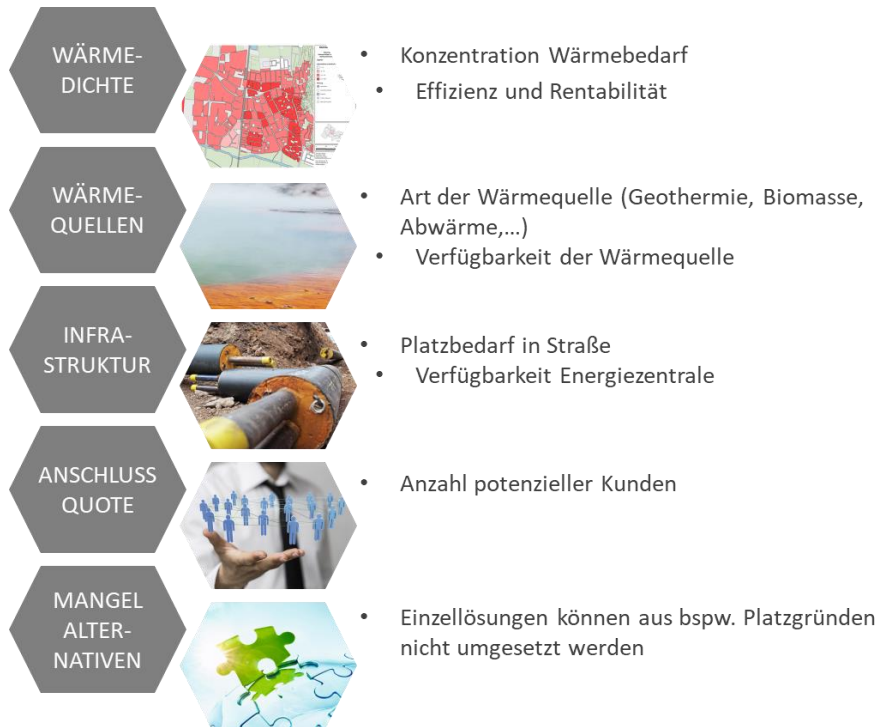 WÄRME-
DICHTE
• Konzentration Wärmebedarf
• Effizienz und Rentabilität
WÄRME-
QUELLEN
• Art der Wärmequelle (Geothermie, Biomasse,
Abwärme,...)
• Verfügbarkeit der Wärmequelle
INFRA-
STRUKTUR
• Platzbedarf in Straße
• Verfügbarkeit Energiezentrale
ANSCHLUSS
QUOTE
• Anzahl potenzieller Kunden
MANGEL
ALTER-
NATIVEN
• Einzellösungen können aus bspw. Platzgründen
nicht umgesetzt werden